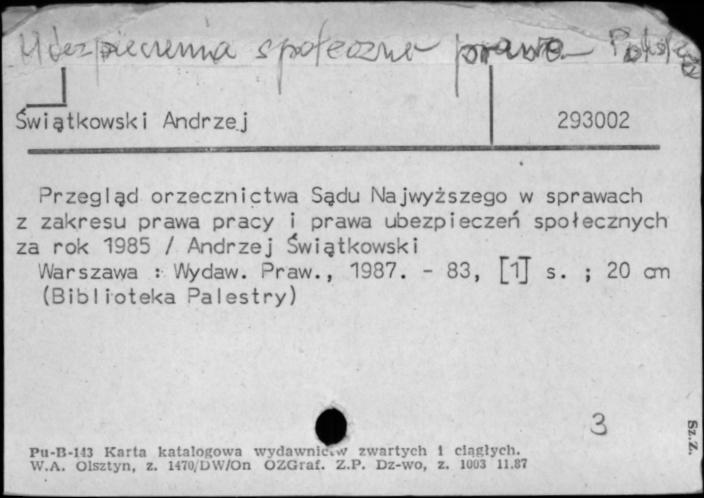 Ubezpieczenia społeczne prawo Polska
Świątkowski Andrzej 293002
Przegląd orzecznictwa Sądu Najwyższego w sprawach
z zakresu prawa pracy i prawa ubezpieczeń społecznych
za rok 1985 / Andrzej Świątkowski
Warszawa : Wydaw. Praw., 1987. - 83, [1] s. ; 20 cm
(Biblioteka Palestry)
3
Sz.Z.
Pu-B-143 Karta katalogowa wydawnictw zwartych i ciągłych.
W.A. Olsztyn, z. 1470/DW/On OZGraf. Z.P. Dz-wo, z. 1003 11.87